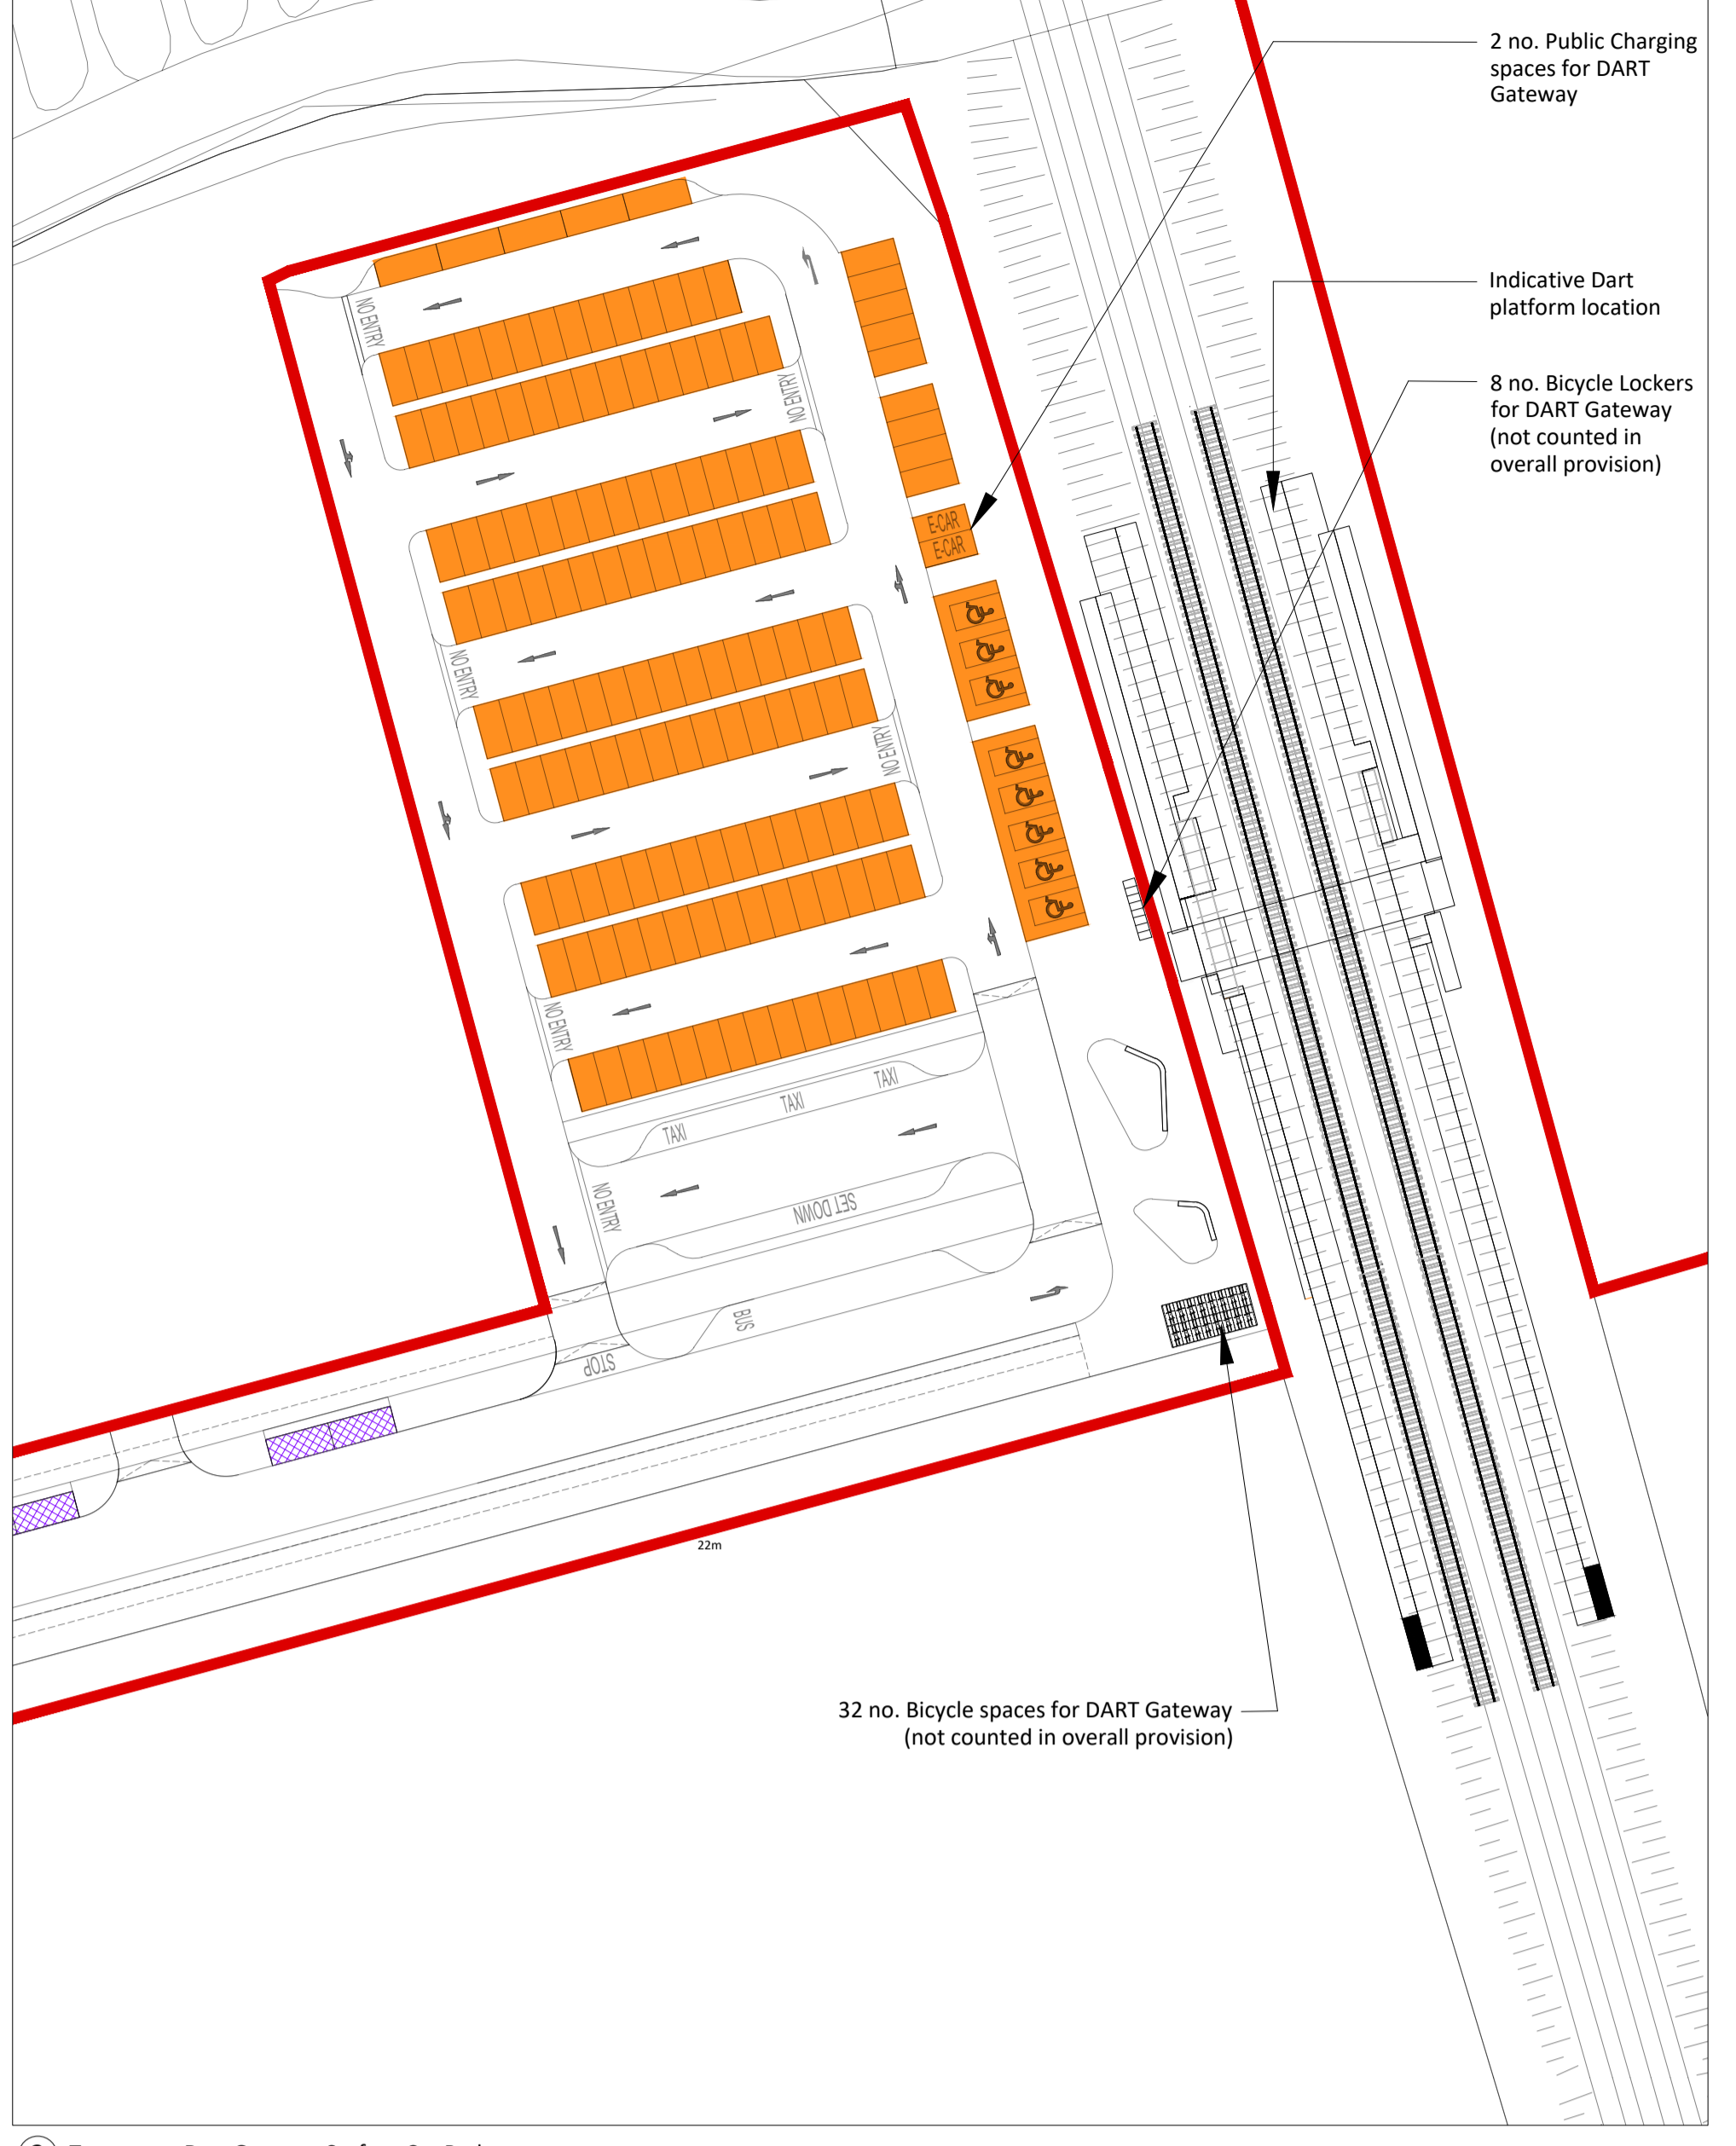 2 no. Public Charging
spaces for DART
Gateway
Indicative Dart
platform location
8 no. Bicycle Lockers
for DART Gateway
(not counted in
overall provision)
NO ENTRY
NO ENTRY
E-CAR
E-CAR
NO ENTRY
NO ENTRY
NO ENTRY
TAXI
TAXI
TAXI
NO ENTRY
SET DOWN
BUS
STOP
22m
32 no. Bicycle spaces for DART Gateway
(not counted in overall provision)